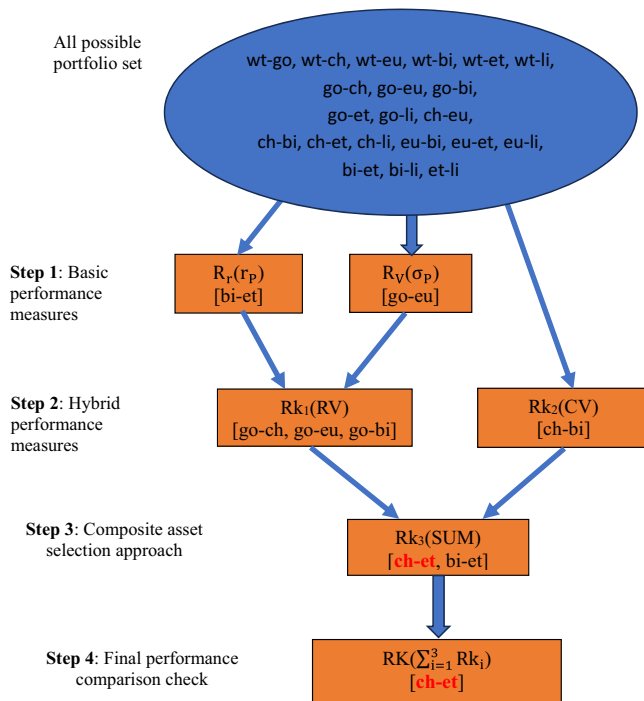 All possible
portfolio set
wt-go, wt-ch, wt-eu, wt-bi, wt-et, wt-li,
go-ch, go-eu, go-bi,
go-et, go-li, ch-eu,
ch-bi, ch-et, ch-li, eu-bi, eu-et, eu-li,
bi-et, bi-li, et-li
Step 1: Basic
performance
measures
R_r(r_P)
[bi-et]
R_V(σ_P)
[go-eu]
Step 2: Hybrid
performance
measures
Rk₁(RV)
[go-ch, go-eu, go-bi]
Rk₂(CV)
[ch-bi]
Step 3: Composite asset
selection approach
Rk₃(SUM)
[ch-et, bi-et]
Step 4: Final performance
comparison check
RK(∑³ᵢ₌₁ Rkᵢ)
[ch-et]